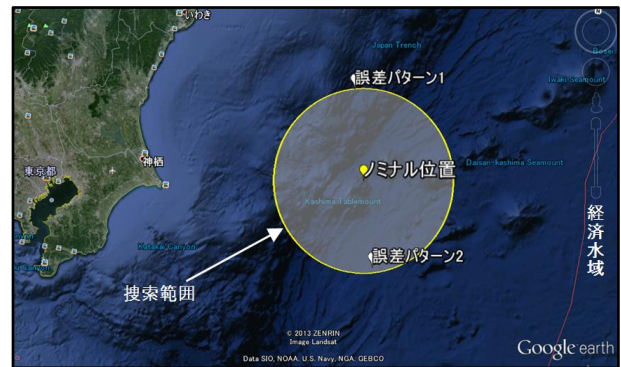 いわき
Japan Trench
誤差パターン1
Iwaki Seamount
東京都
神栖
ノミナル位置
Daisan-kashima Seamount
Kashima Tablemount
経済水域
Katakai Canyon
誤差パターン2
捜索範囲
© 2013 ZENRIN
Image Landsat
Data SIO, NOAA, U.S. Navy, NGA, GEBCO
Google earth